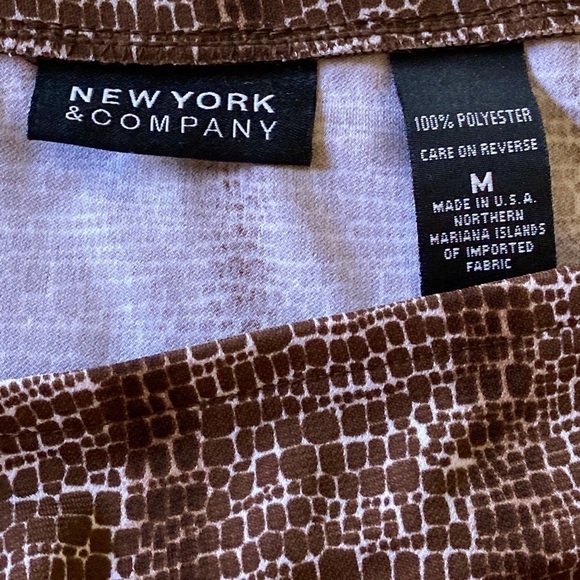 NEW YORK
& COMPANY
100% POLYESTER
CARE ON REVERSE
M
MADE IN U.S.A.
NORTHERN
MARIANA ISLANDS
OF IMPORTED
FABRIC